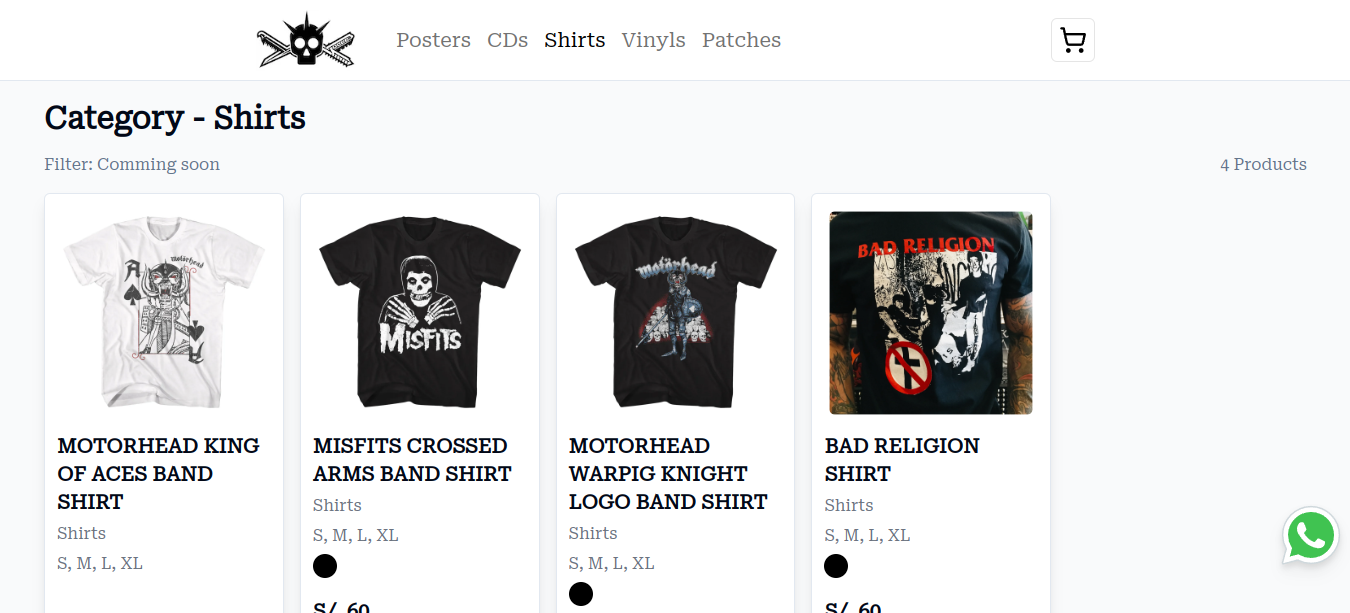 Posters CDs Shirts Vinyls Patches
Category - Shirts
Filter: Comming soon
4 Products
motörhead
A
A
MISFITS
motörhead
BAD RELIGION
MOTORHEAD KING
OF ACES BAND
SHIRT
Shirts
S, M, L, XL
MISFITS CROSSED
ARMS BAND SHIRT
Shirts
S, M, L, XL
S/. 60
MOTORHEAD
WARPIG KNIGHT
LOGO BAND SHIRT
Shirts
S, M, L, XL
BAD RELIGION
SHIRT
Shirts
S, M, L, XL
S/. 60